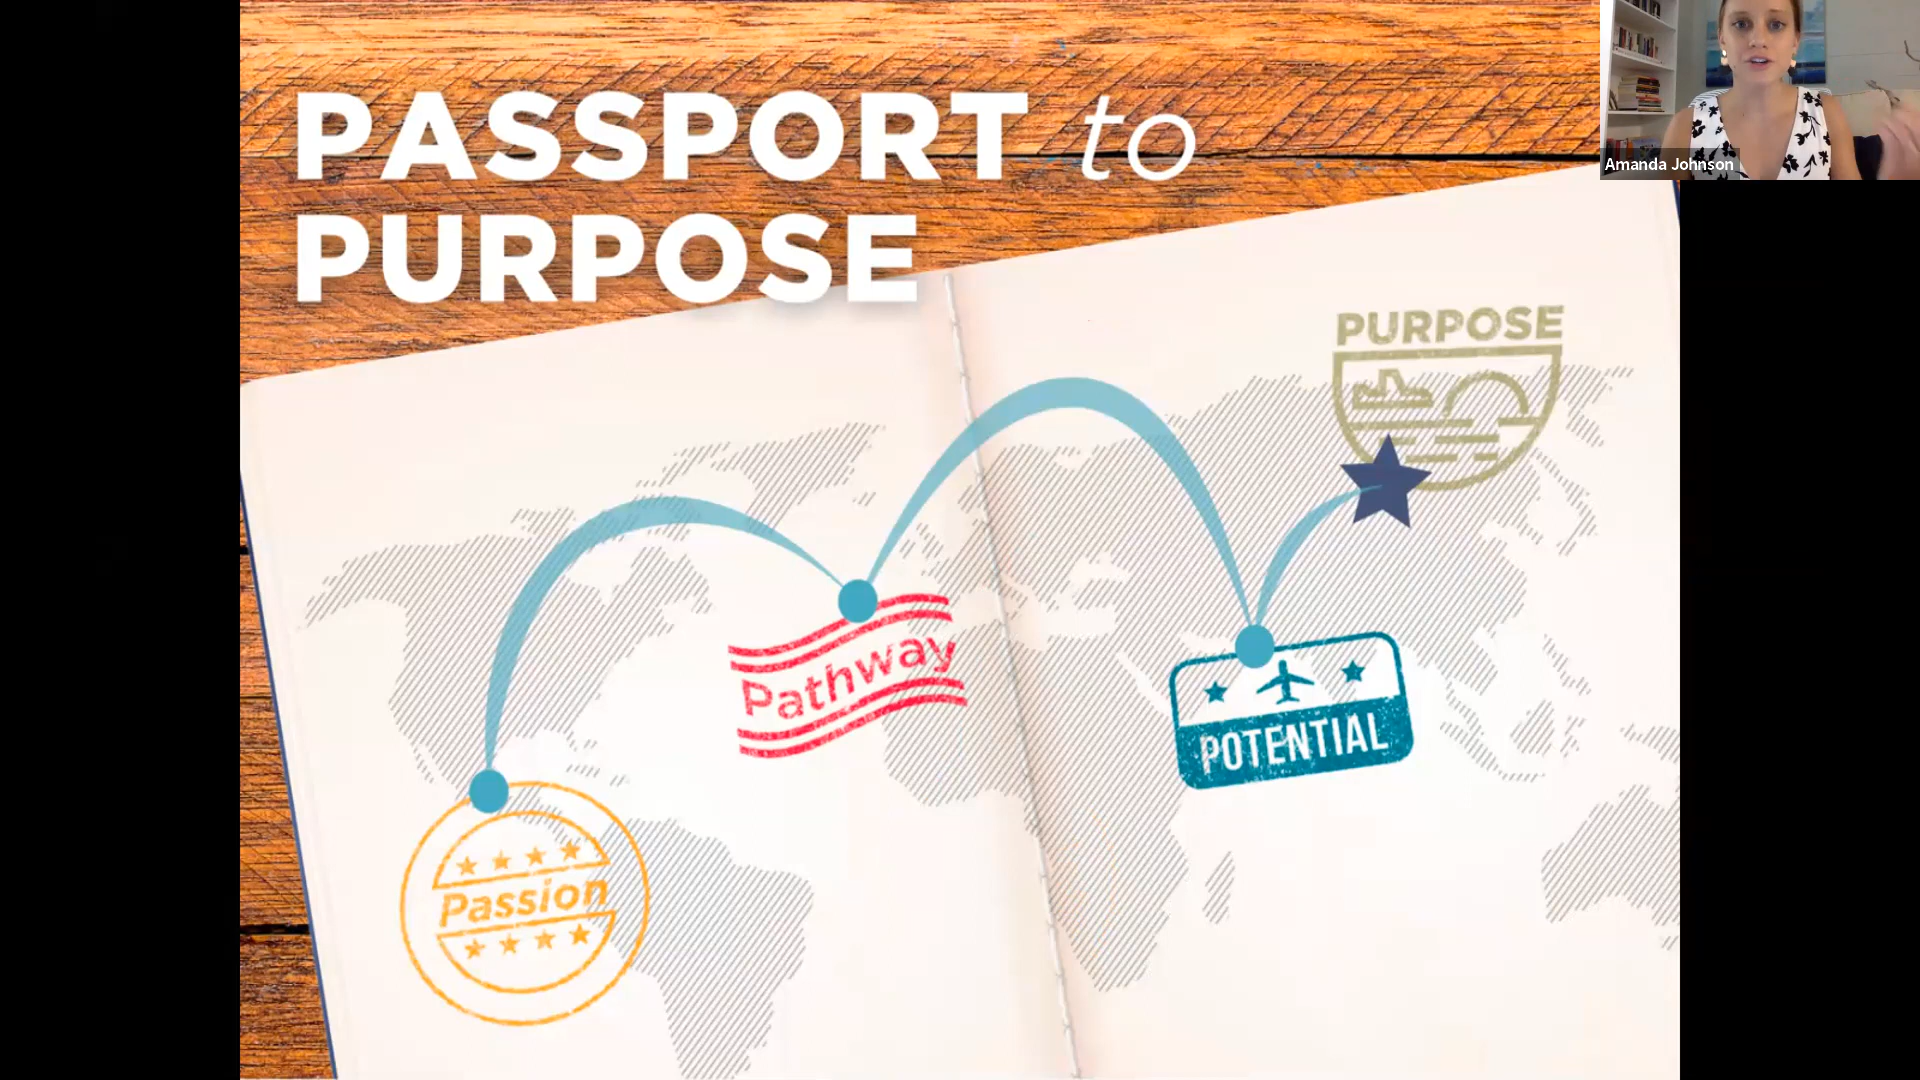 PASSPORT to
PURPOSE
Amanda Johnson
PURPOSE
Pathway
POTENTIAL
Passion